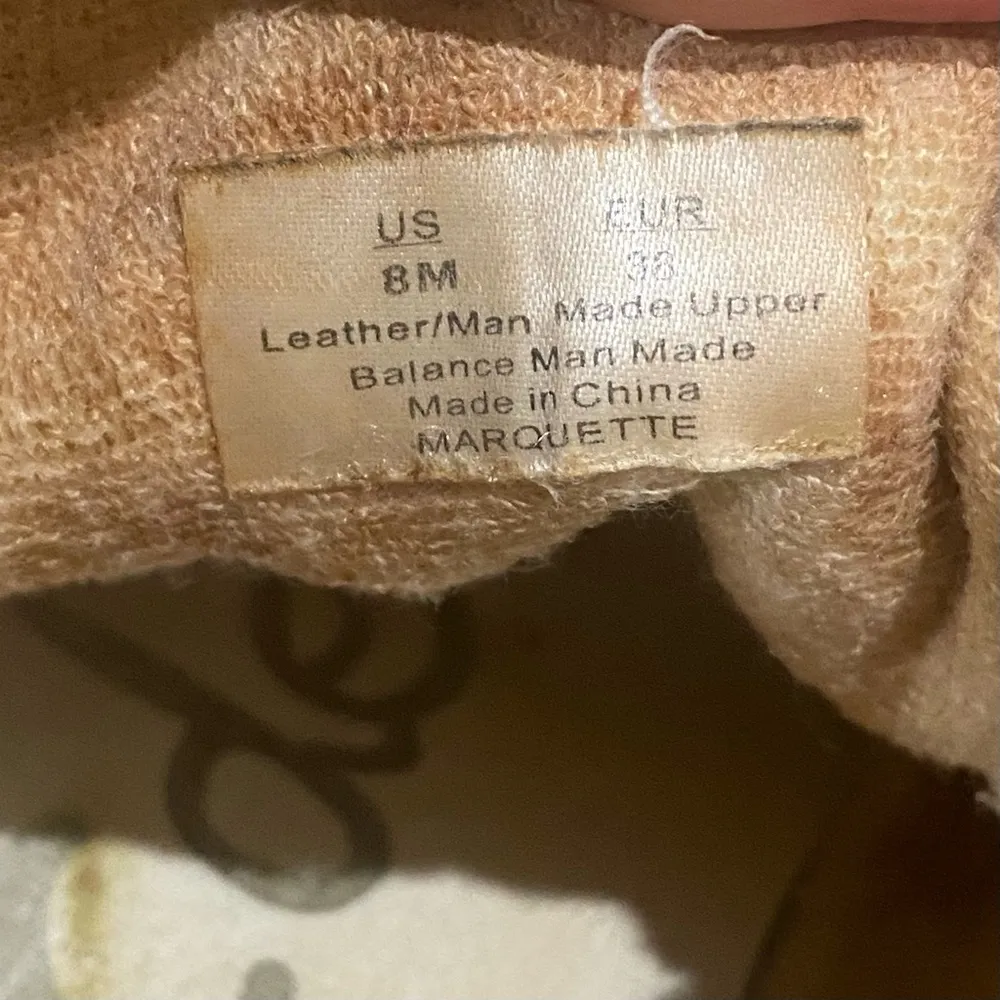 US EUR
8M 38
Leather/Man Made Upper
Balance Man Made
Made in China
MARQUETTE